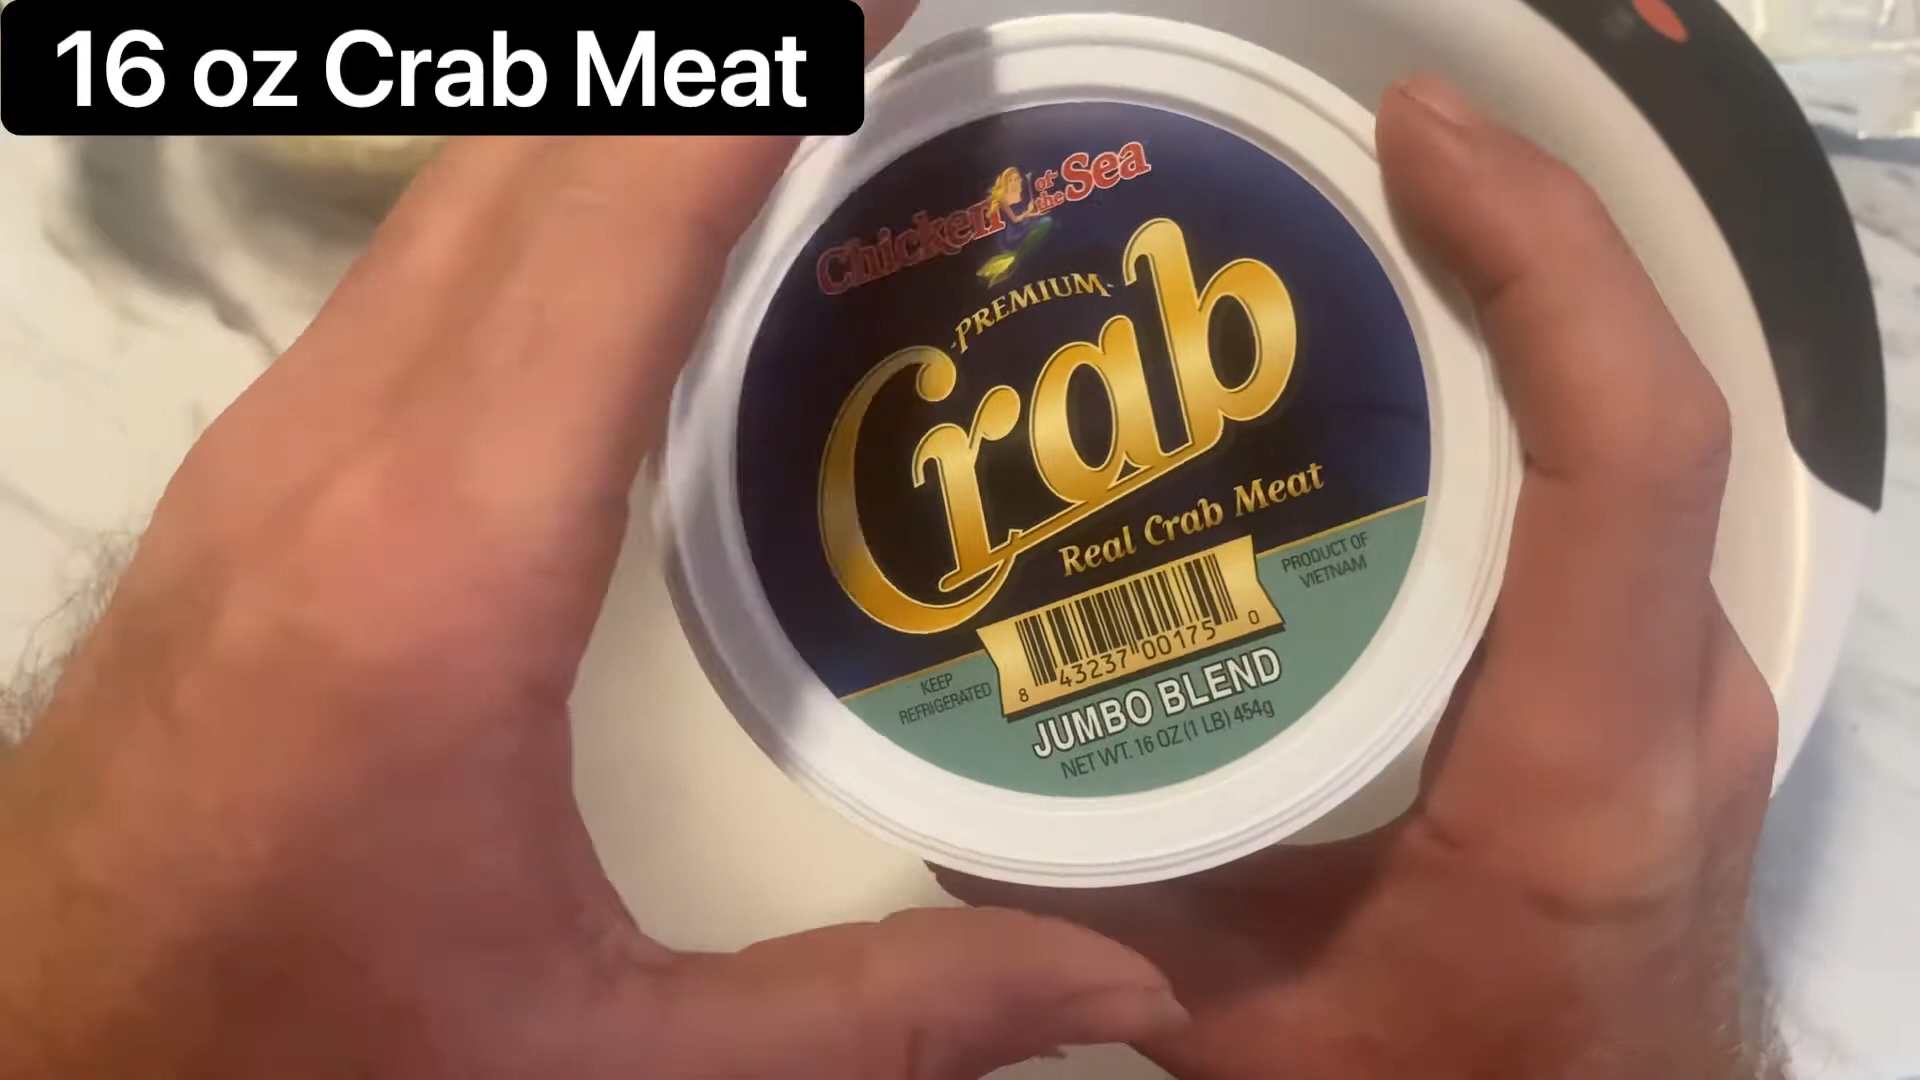 16 oz Crab Meat
Chicken of the Sea
PREMIUM
Crab
Real Crab Meat
PRODUCT OF
VIETNAM
8 43237 00175 0
KEEP
REFRIGERATED
JUMBO BLEND
NET WT. 16 OZ (1 LB) 454g